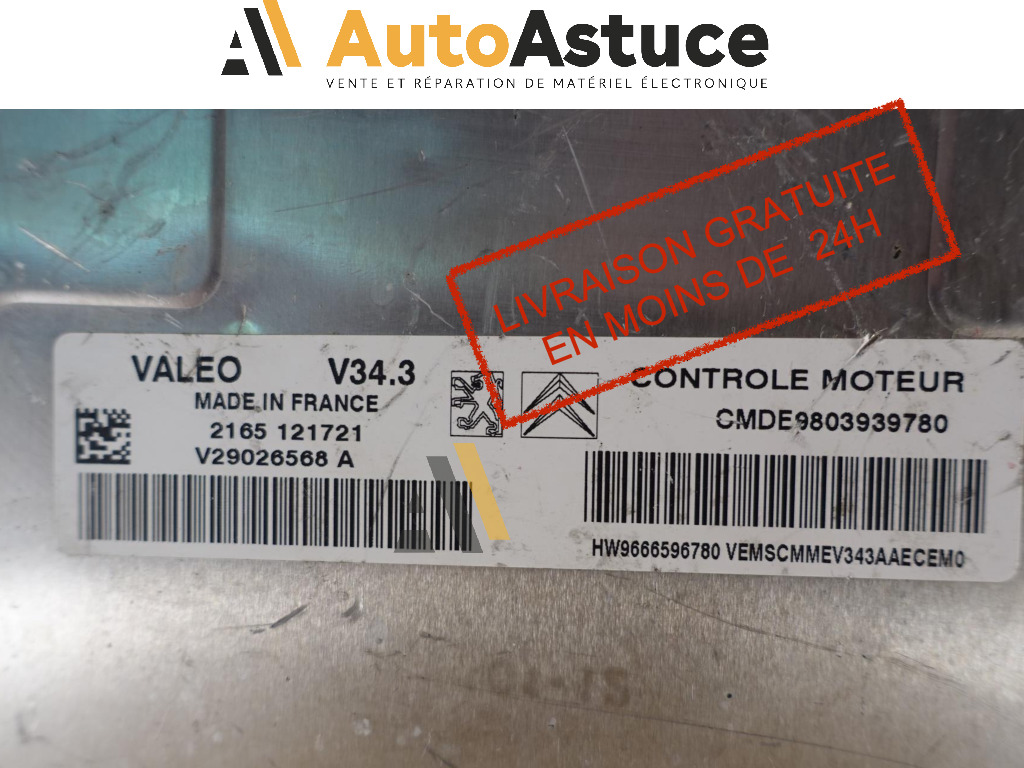 AutoAstuce
VENTE ET RÉPARATION DE MATÉRIEL ÉLECTRONIQUE
LIVRAISON GRATUITE
EN MOINS DE 24H
VALEO V34.3
MADE IN FRANCE
2165 121721
V29026568 A
CONTROLE MOTEUR
CMDE9803939780
HW9666596780 VEMSCMMEV343AAECEM0